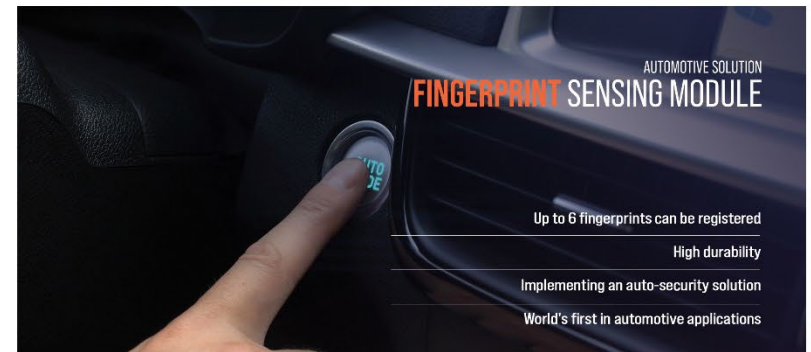 AUTOMOTIVE SOLUTION
FINGERPRINT SENSING MODULE
Up to 6 fingerprints can be registered
High durability
Implementing an auto-security solution
World's first in automotive applications